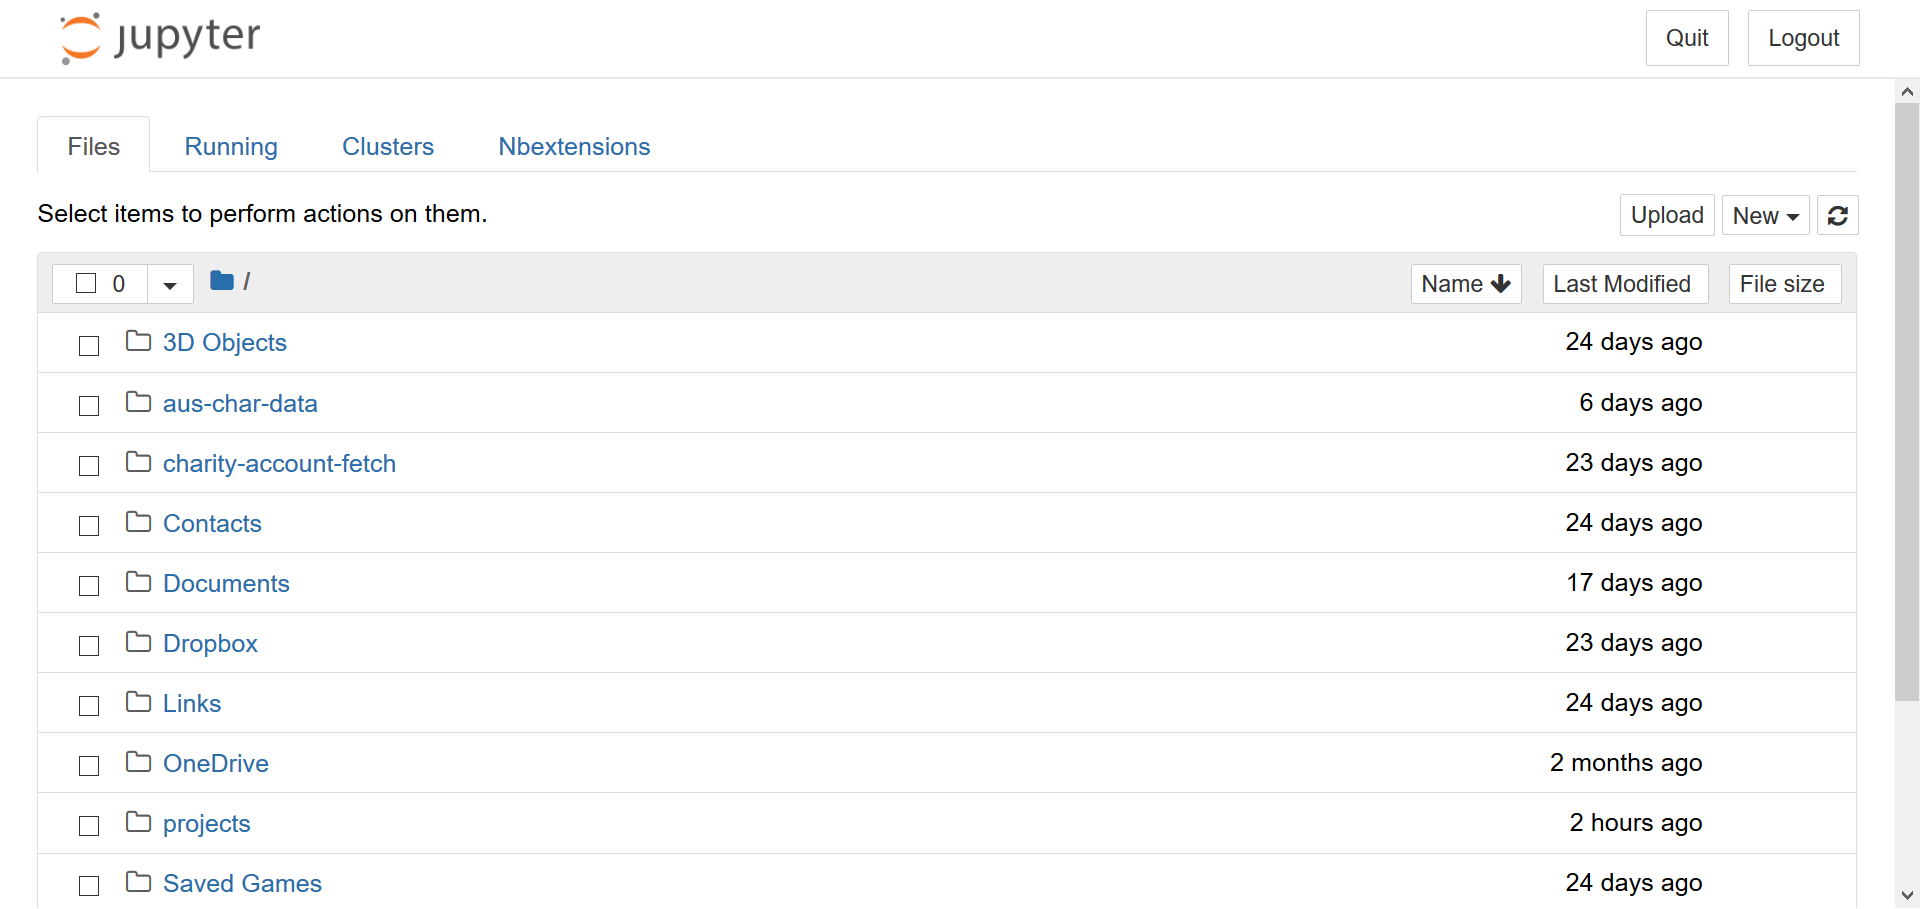 jupyter
Quit Logout
Files Running Clusters Nbextensions
Select items to perform actions on them.
Upload New
0 / Name Last Modified File size
3D Objects 24 days ago
aus-char-data 6 days ago
charity-account-fetch 23 days ago
Contacts 24 days ago
Documents 17 days ago
Dropbox 23 days ago
Links 24 days ago
OneDrive 2 months ago
projects 2 hours ago
Saved Games 24 days ago